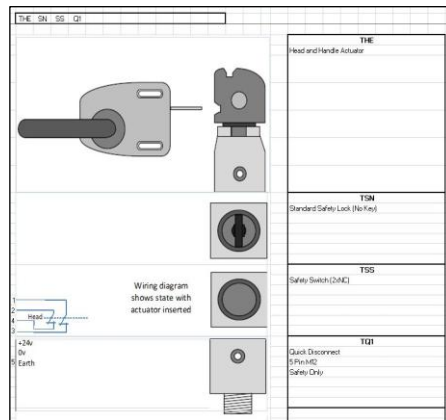 THE SN SS Q1
THE
Head and Handle Actuator
TSN
Standard Safety Lock (No Key)
TSS
Safety Switch (2xNC)
Wiring diagram
shows state with
actuator inserted
1
2
4 Head
3
TQ1
+24v
Quick Disconnect
0v
5 Pin M12
5 Earth
Safety Only